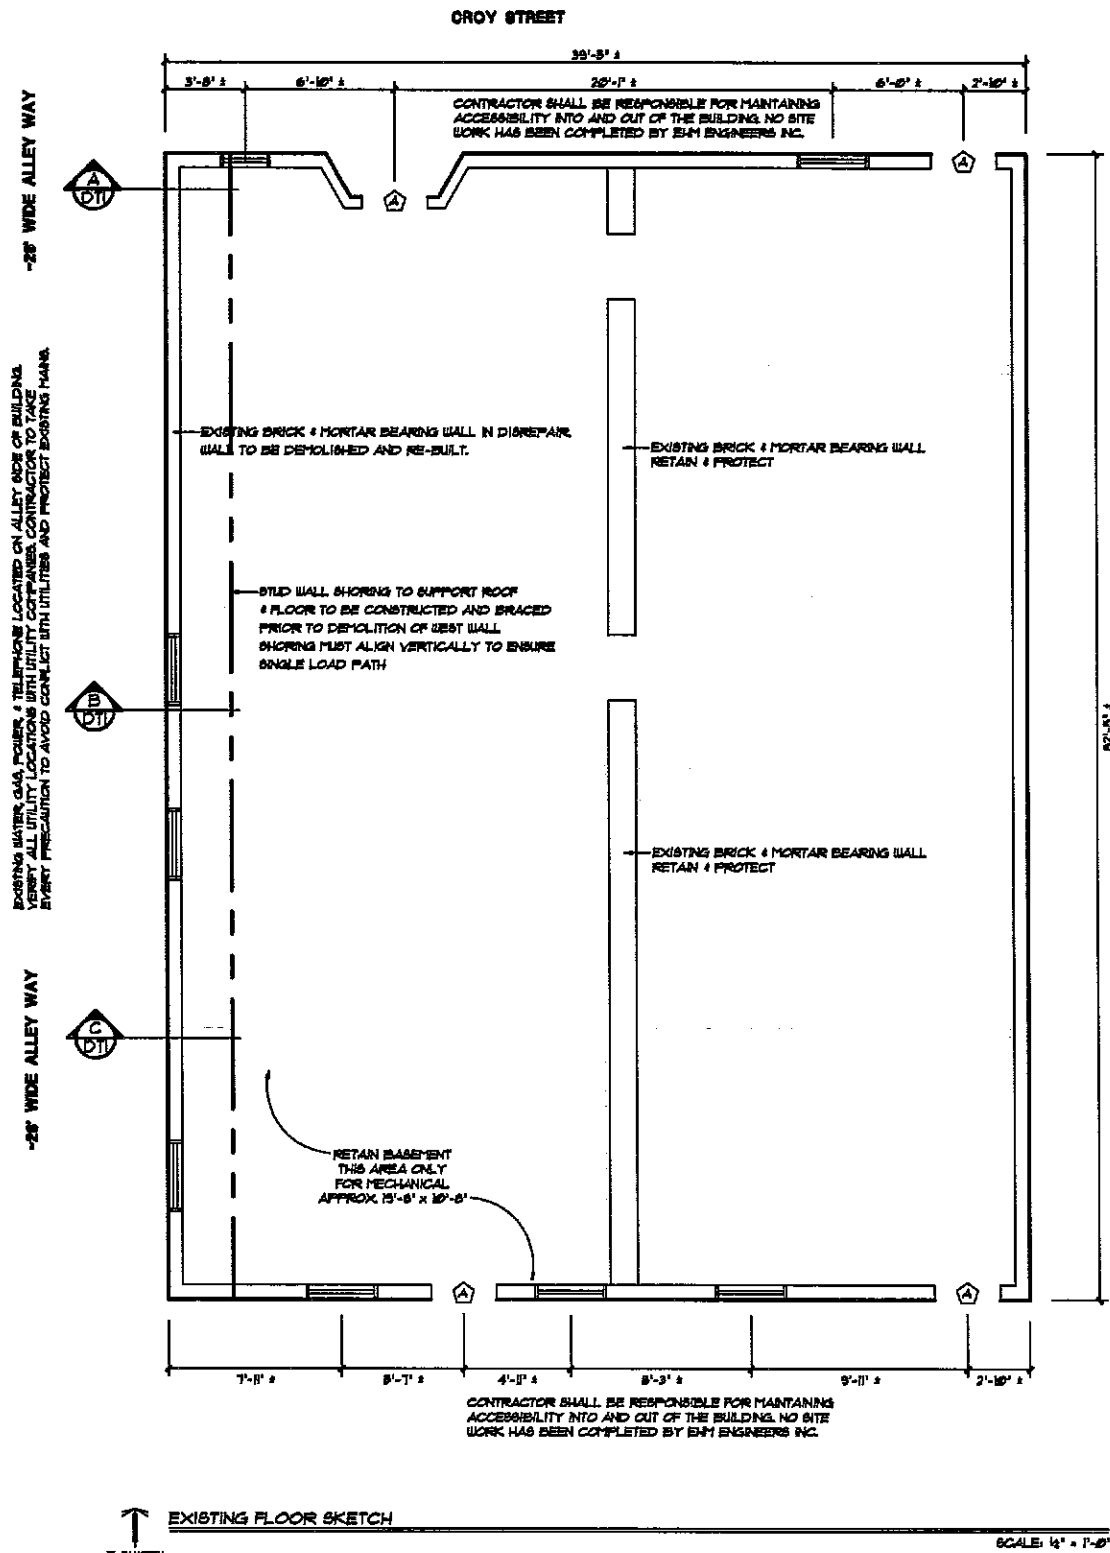 CROY STREET
39'-5" ±
3'-8" ±
6'-10" ±
20'-1" ±
6'-0" ±
2'-10" ±
CONTRACTOR SHALL BE RESPONSIBLE FOR MAINTAINING
ACCESSIBILITY INTO AND OUT OF THE BUILDING. NO SITE
WORK HAS BEEN COMPLETED BY EHM ENGINEERS INC.
~28' WIDE ALLEY WAY
A
DT1
A
A
EXISTING WATER, GAS, POWER, & TELEPHONE LOCATED ON ALLEY SIDE OF BUILDING.
VERIFY ALL UTILITY LOCATIONS WITH UTILITY COMPANIES. CONTRACTOR TO TAKE
EVERY PRECAUTION TO AVOID CONFLICT WITH UTILITIES AND PROTECT EXISTING MAINS.
EXISTING BRICK & MORTAR BEARING WALL IN DISREPAIR.
WALL TO BE DEMOLISHED AND RE-BUILT.
EXISTING BRICK & MORTAR BEARING WALL
RETAIN & PROTECT
STUD WALL SHORING TO SUPPORT ROOF
& FLOOR TO BE CONSTRUCTED AND BRACED
PRIOR TO DEMOLITION OF WEST WALL
SHORING MUST ALIGN VERTICALLY TO ENSURE
SINGLE LOAD PATH
B
DT1
52'-5" ±
EXISTING BRICK & MORTAR BEARING WALL
RETAIN & PROTECT
~28' WIDE ALLEY WAY
C
DT1
RETAIN BASEMENT
THIS AREA ONLY
FOR MECHANICAL
APPROX.
A
A
7'-11" ±
5'-7" ±
4'-11" ±
8'-3" ±
9'-11" ±
2'-10" ±
CONTRACTOR SHALL BE RESPONSIBLE FOR MAINTAINING
ACCESSIBILITY INTO AND OUT OF THE BUILDING. NO SITE
WORK HAS BEEN COMPLETED BY EHM ENGINEERS INC.
EXISTING FLOOR SKETCH
SCALE: ½" = 1'-0"